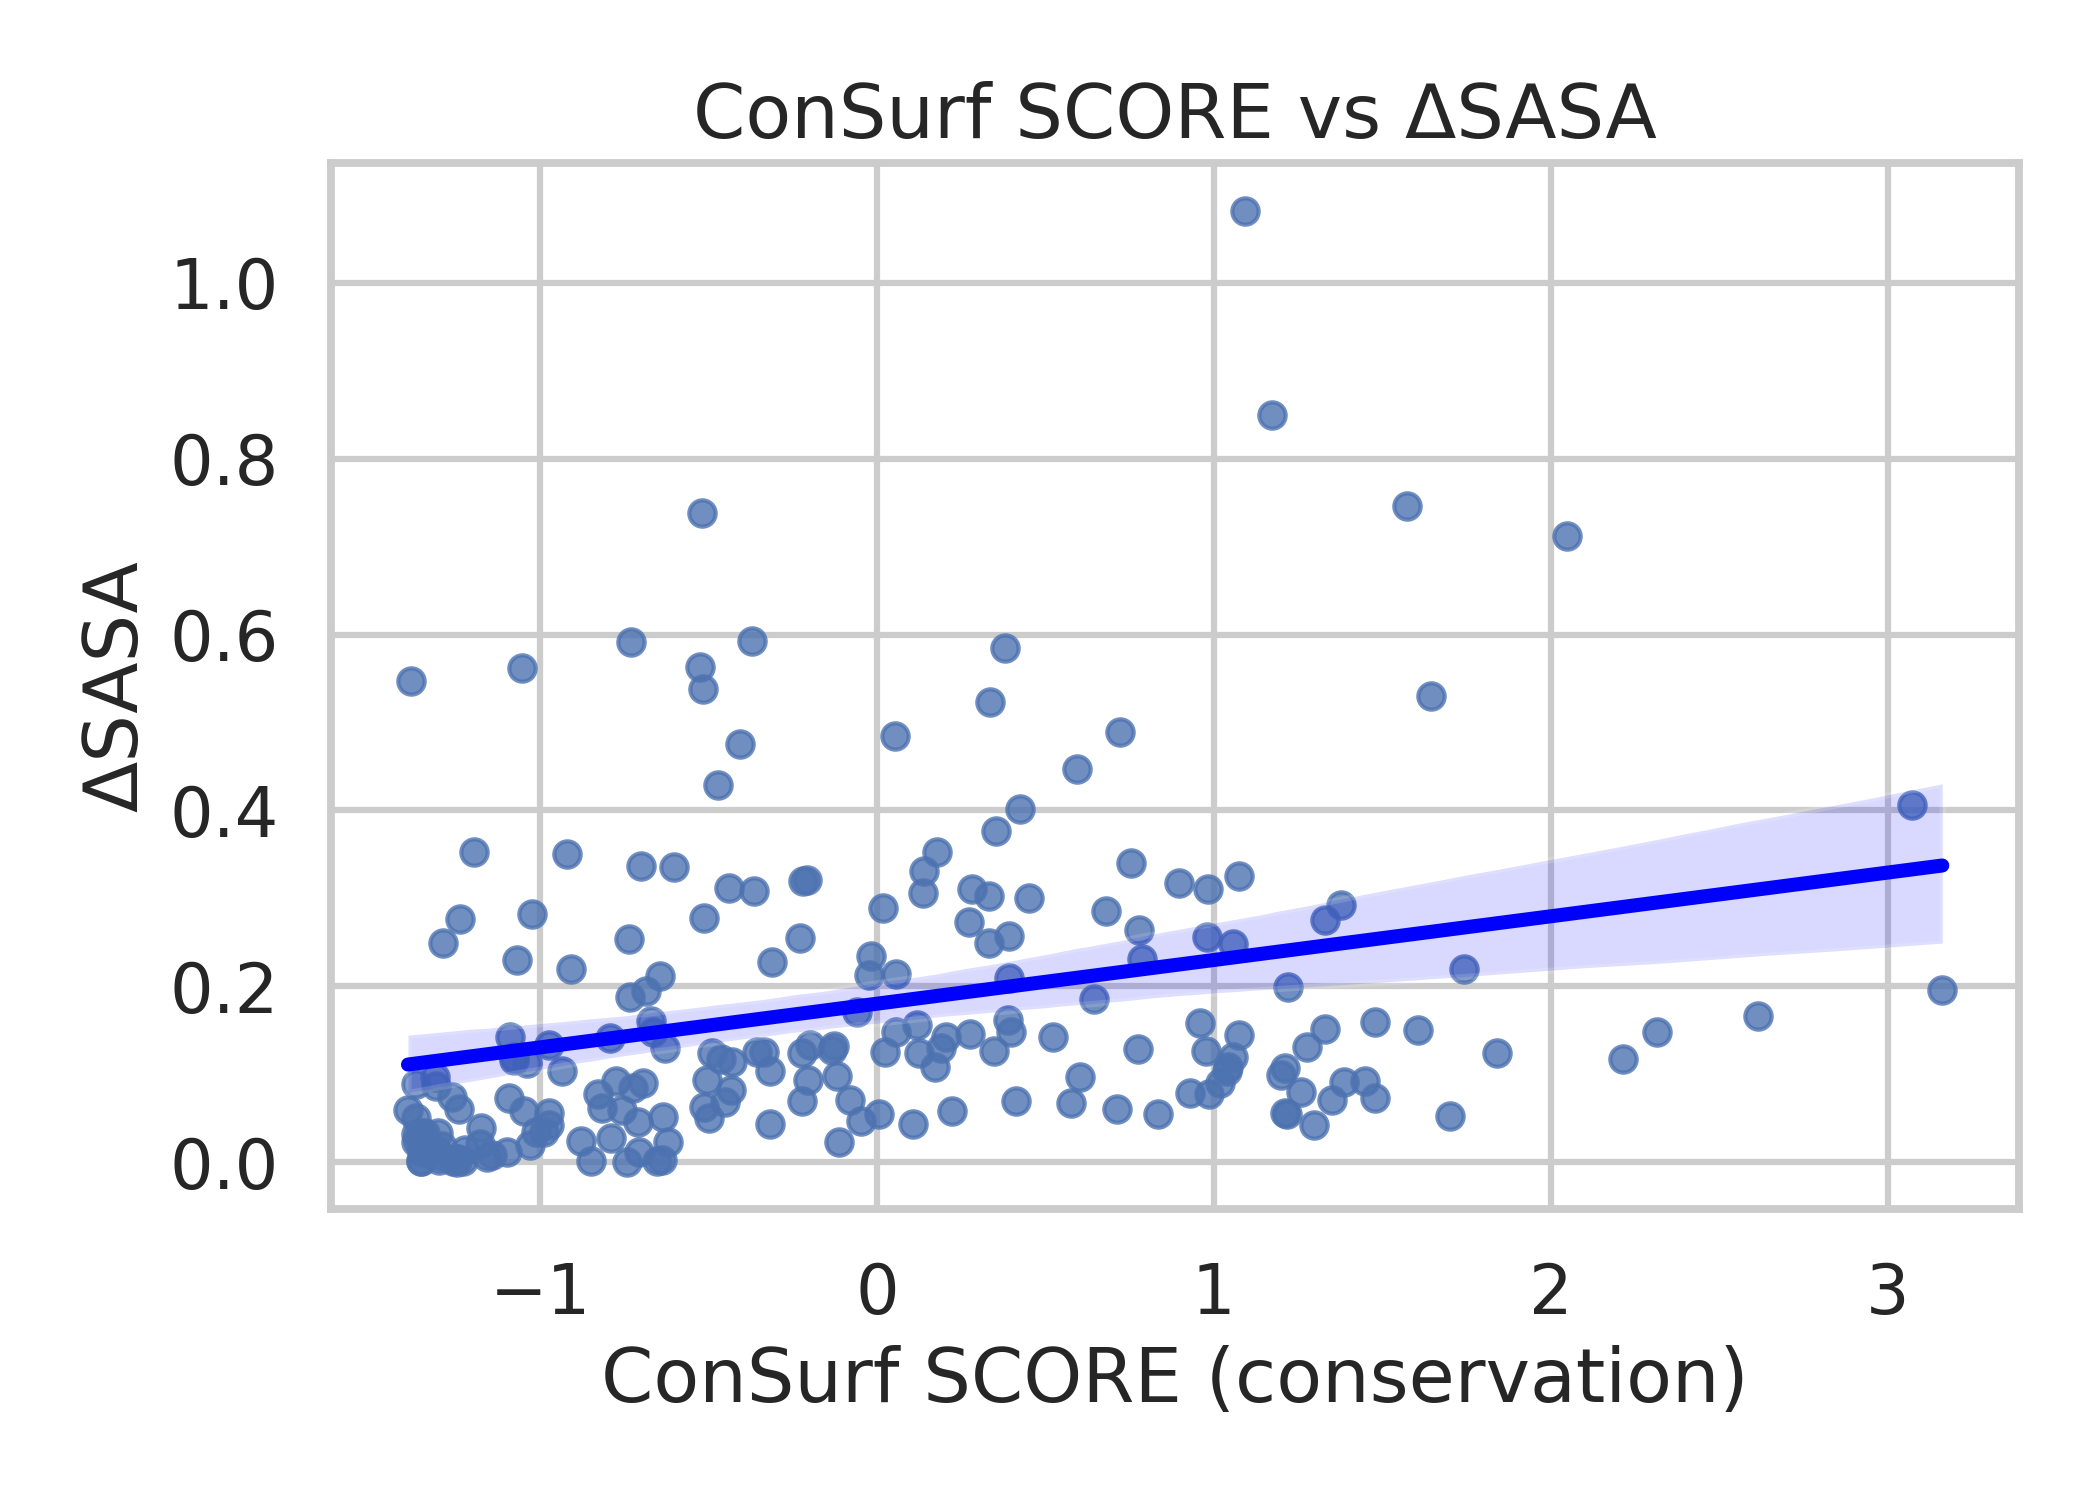 ConSurf SCORE vs ΔSASA
ΔSASA
1.0
0.8
0.6
0.4
0.2
0.0
−1 0 1 2 3
ConSurf SCORE (conservation)